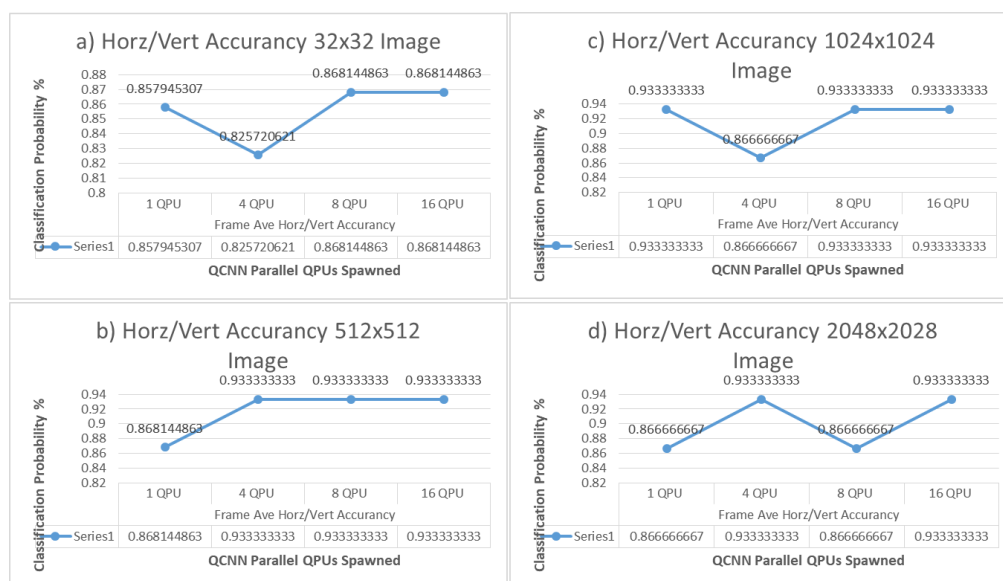 a) Horz/Vert Accurancy 32x32 Image
Classification Probability %
0.88
0.87
0.86
0.85
0.84
0.83
0.82
0.81
0.8
0.857945307
0.825720621
0.868144863
0.868144863
1 QPU 4 QPU 8 QPU 16 QPU
Frame Ave Horz/Vert Accurancy
Series1 0.857945307 0.825720621 0.868144863 0.868144863
QCNN Parallel QPUs Spawned
b) Horz/Vert Accurancy 512x512
Image
Classification Probability %
0.94
0.92
0.9
0.88
0.86
0.84
0.82
0.868144863
0.933333333
0.933333333
0.933333333
1 QPU 4 QPU 8 QPU 16 QPU
Frame Ave Horz/Vert Accurancy
Series1 0.868144863 0.933333333 0.933333333 0.933333333
QCNN Parallel QPUs Spawned
c) Horz/Vert Accurancy 1024x1024
Image
Classification Probability %
0.94
0.92
0.9
0.88
0.86
0.84
0.82
0.933333333
0.866666667
0.933333333
0.933333333
1 QPU 4 QPU 8 QPU 16 QPU
Frame Ave Horz/Vert Accurancy
Series1 0.933333333 0.866666667 0.933333333 0.933333333
QCNN Parallel QPUs Spawned
d) Horz/Vert Accurancy 2048x2028
Image
Classification Probability %
0.94
0.92
0.9
0.88
0.86
0.84
0.82
0.866666667
0.933333333
0.866666667
0.933333333
1 QPU 4 QPU 8 QPU 16 QPU
Frame Ave Horz/Vert Accurancy
Series1 0.866666667 0.933333333 0.866666667 0.933333333
QCNN Parallel QPUs Spawned